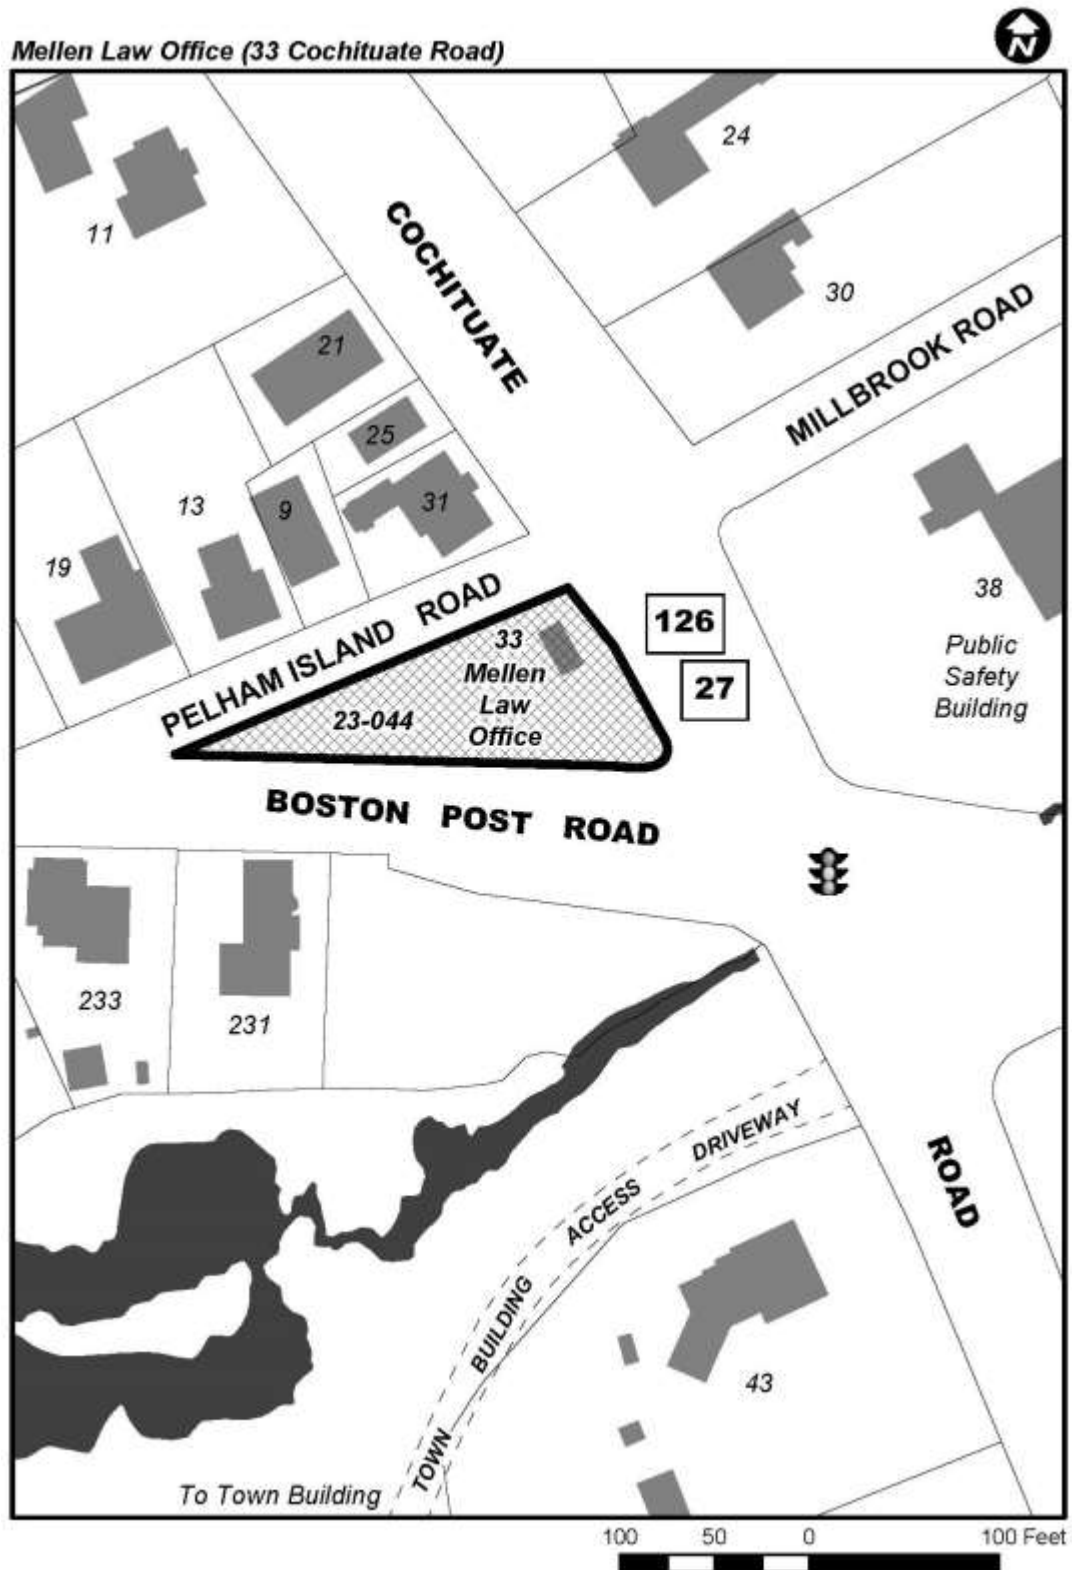 Mellen Law Office (33 Cochituate Road)
N
24
11
COCHITUATE
30
MILLBROOK ROAD
21
25
31
9
13
19
38
Public
Safety
Building
PELHAM ISLAND ROAD
126
27
33
Mellen
Law
Office
23-044
BOSTON POST ROAD
233
231
TOWN BUILDING ACCESS DRIVEWAY
ROAD
43
To Town Building
100 50 0 100 Feet